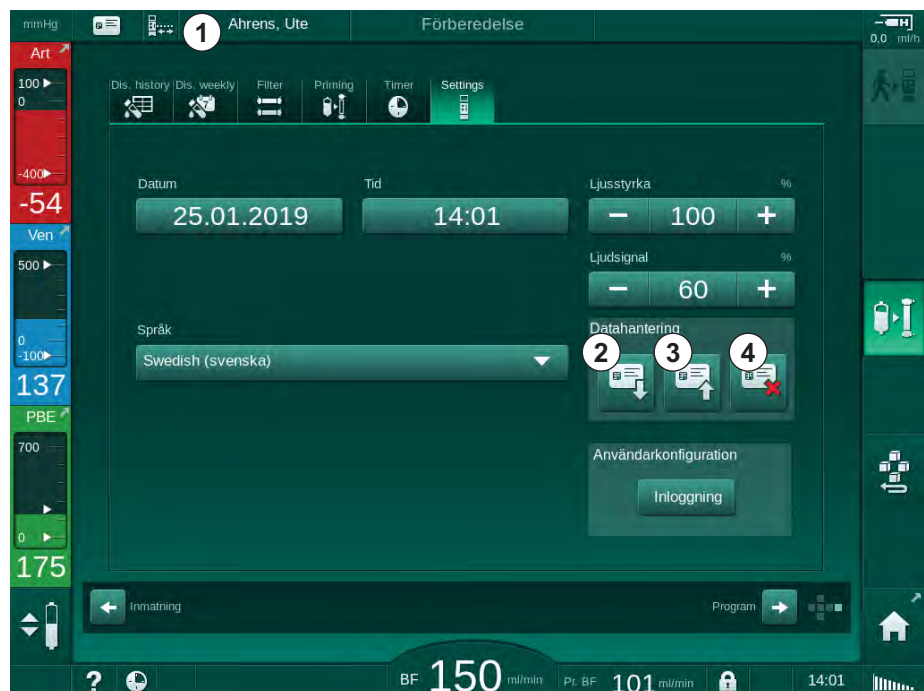 mmHg
1
Ahrens, Ute
Förberedelse
0,0 ml/h
Art
100
0
-400
-54
Ven
500
0
-100
137
PBE
700
0
175
Dis. history
Dis. weekly
Filter
Priming
Timer
Settings
Datum
Tid
Ljusstyrka %
25.01.2019
14:01
− 100 +
Ljudsignal %
− 60 +
Språk
Swedish (svenska)
Datahantering
2
3
4
Användarkonfiguration
Inloggning
Inmatning
Program
?
BF 150 ml/min
Pr. BF 101 ml/min
14:01